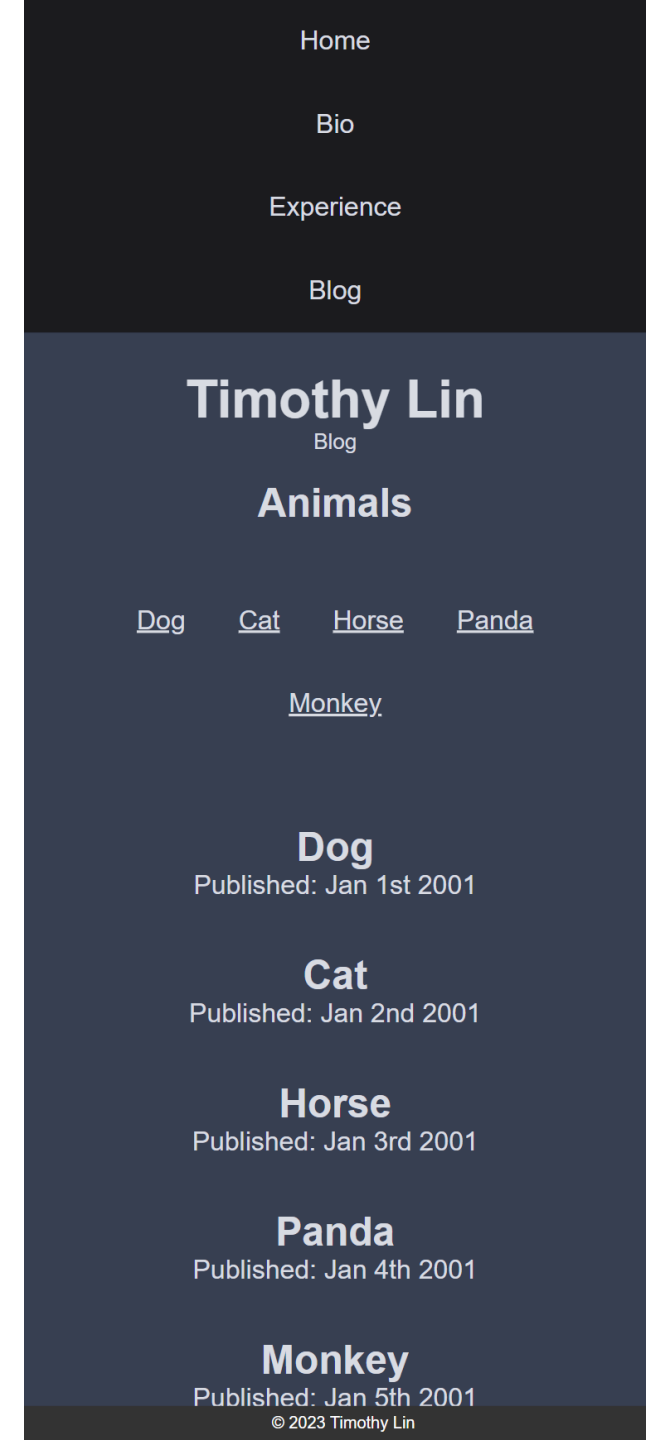 Home
Bio
Experience
Blog
Timothy Lin
Blog
Animals
Dog Cat Horse Panda
Monkey
Dog
Published: Jan 1st 2001
Cat
Published: Jan 2nd 2001
Horse
Published: Jan 3rd 2001
Panda
Published: Jan 4th 2001
Monkey
Published: Jan 5th 2001
© 2023 Timothy Lin